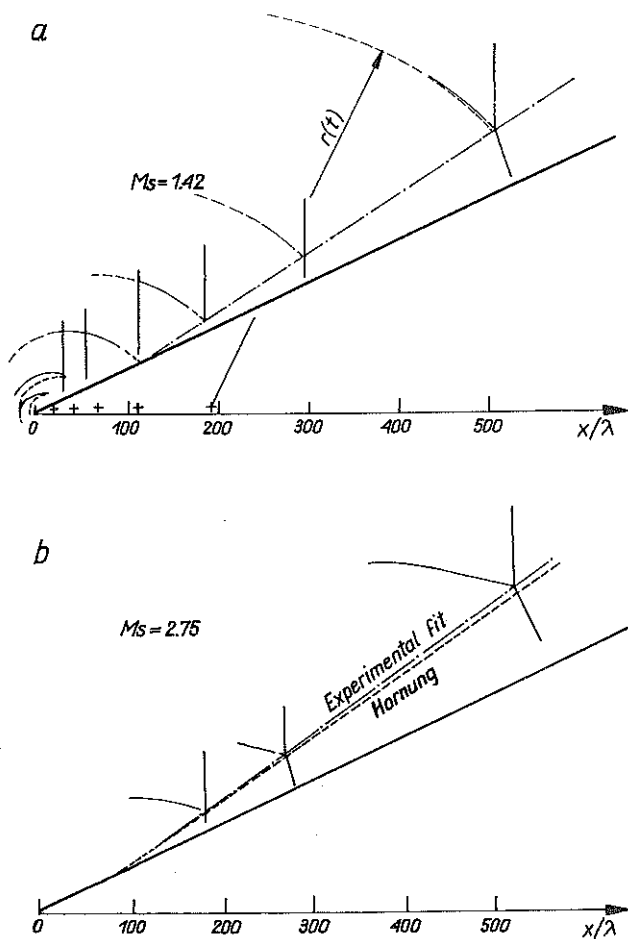 a
r(t)
Ms = 1.42
0 100 200 300 400 500
x/λ
b
Ms = 2.75
Experimental fit
Hornung
0 100 200 300 400 500
x/λ